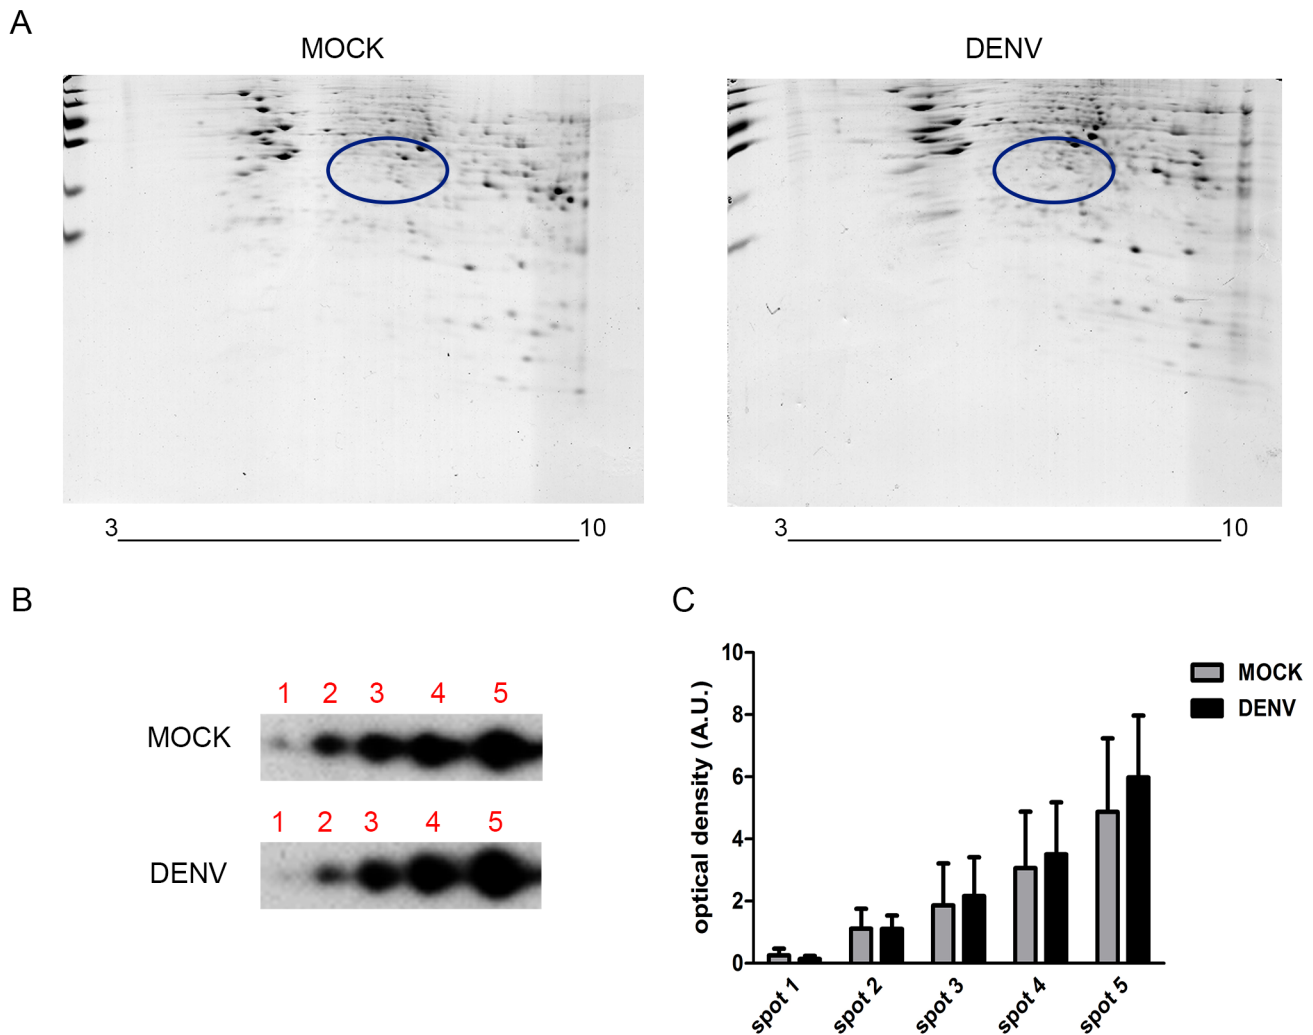 A
MOCK
DENV
3
10
3
10
B
1 2 3 4 5
MOCK
1 2 3 4 5
DENV
C
optical density (A.U.)
10
8
6
4
2
0
spot 1
spot 2
spot 3
spot 4
spot 5
MOCK
DENV